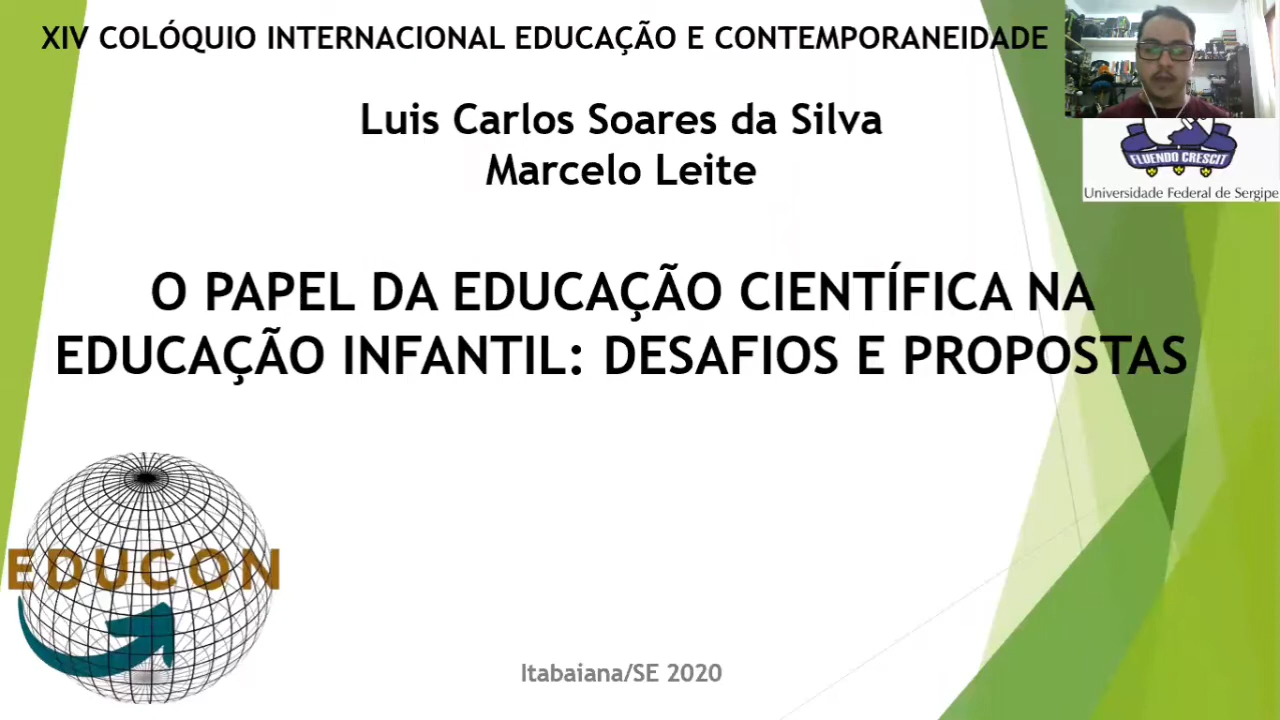 XIV COLÓQUIO INTERNACIONAL EDUCAÇÃO E CONTEMPORANEIDADE
Luis Carlos Soares da Silva
Marcelo Leite
FLUENDO CRESCIT
Universidade Federal de Sergipe
O PAPEL DA EDUCAÇÃO CIENTÍFICA NA
EDUCAÇÃO INFANTIL: DESAFIOS E PROPOSTAS
EDUCON
Itabaiana/SE 2020